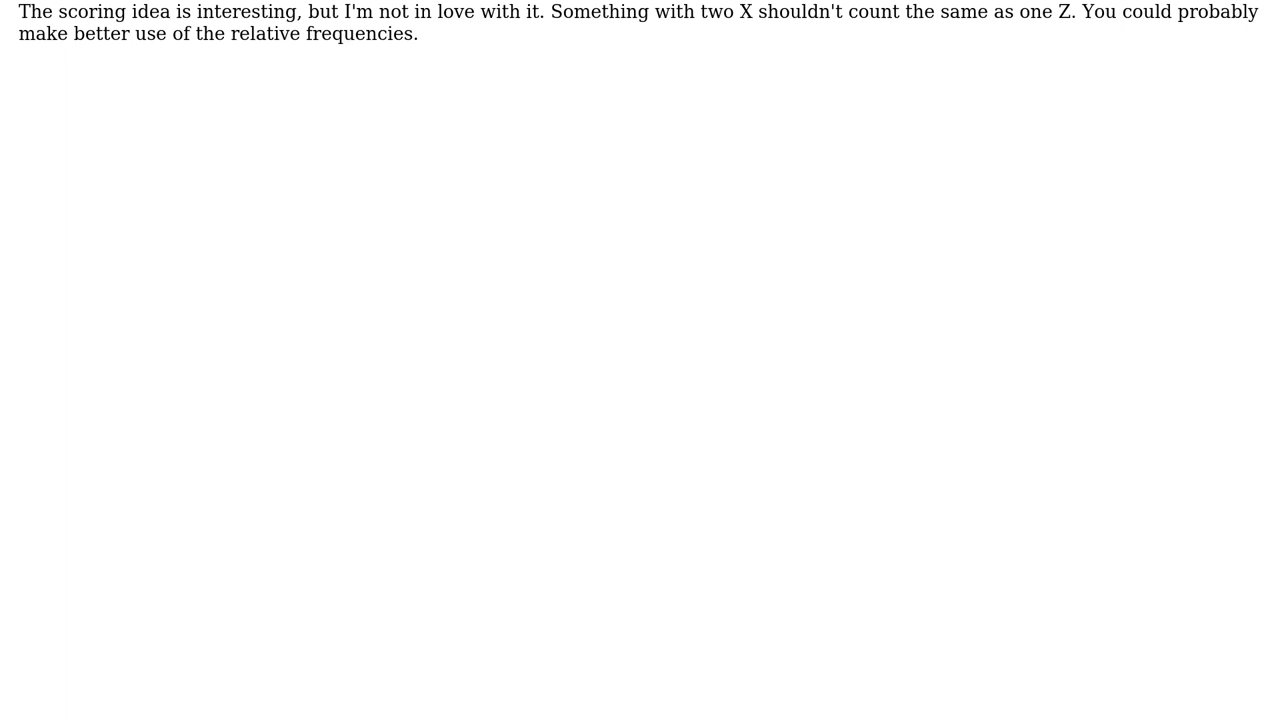 The scoring idea is interesting, but I'm not in love with it. Something with two X shouldn't count the same as one Z. You could probably
make better use of the relative frequencies.